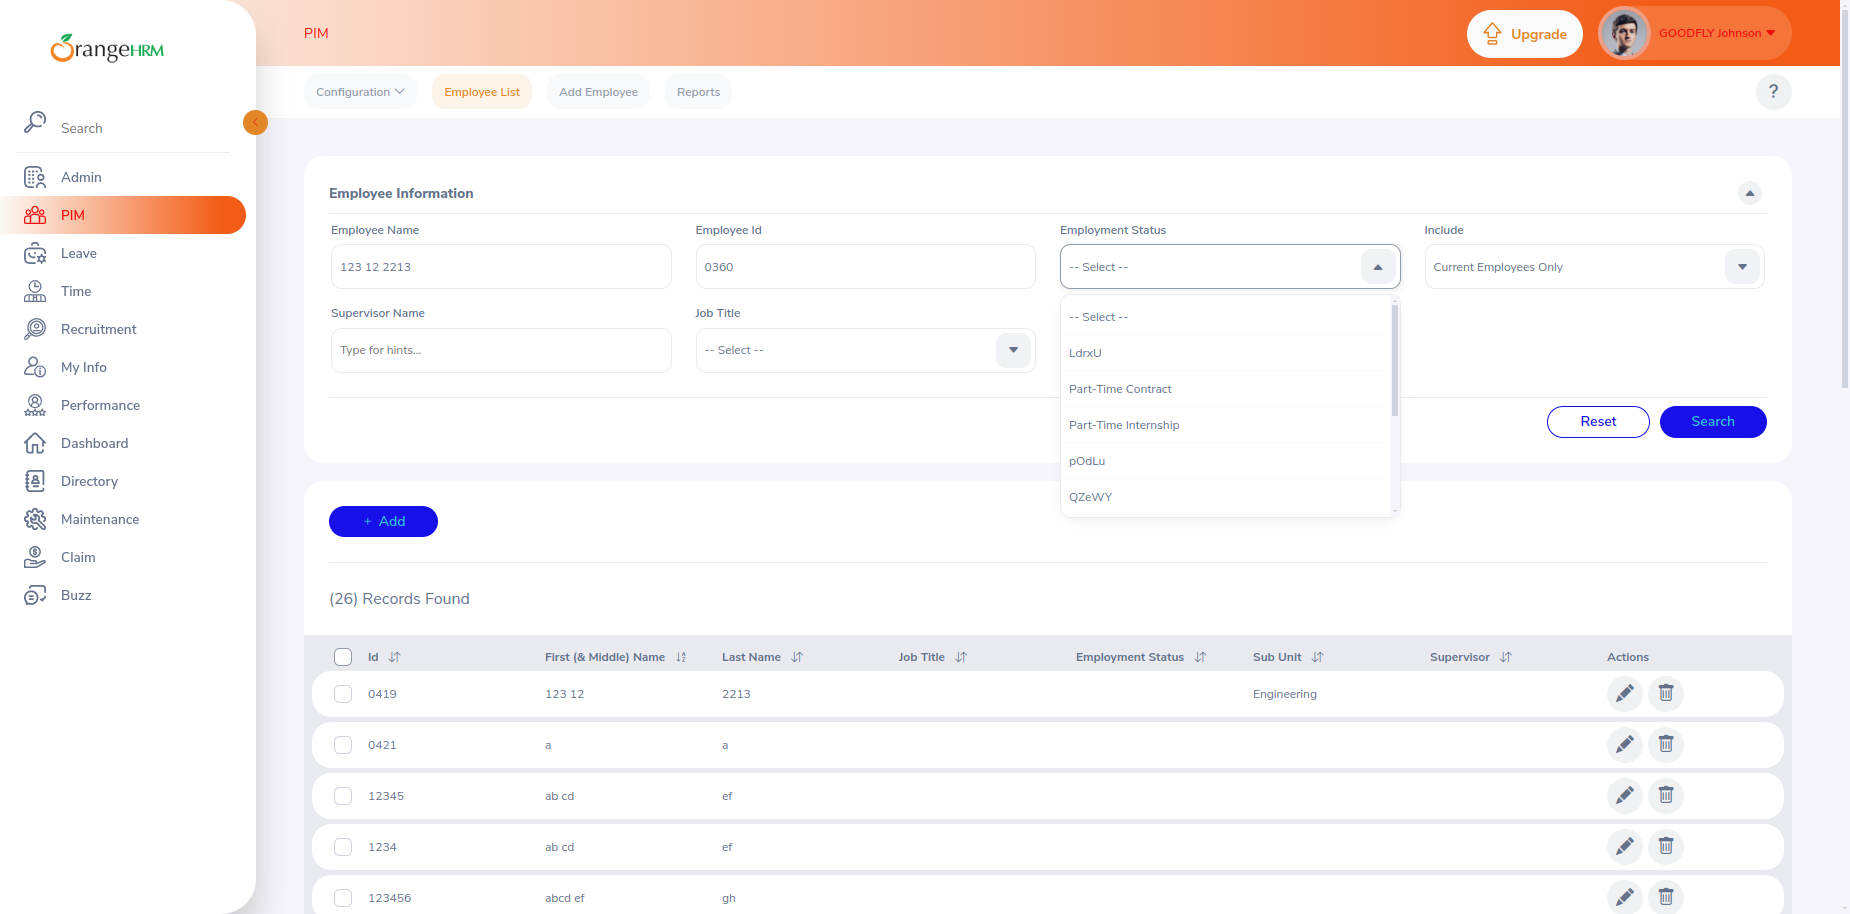 OrangeHRM
PIM
Upgrade
GOODFLY Johnson
Configuration
Employee List
Add Employee
Reports
?
Search
Admin
PIM
Leave
Time
Recruitment
My Info
Performance
Dashboard
Directory
Maintenance
Claim
Buzz
Employee Information
Employee Name
Employee Id
Employment Status
Include
123 12 2213
0360
-- Select --
Current Employees Only
Supervisor Name
Job Title
Type for hints...
-- Select --
-- Select --
LdrxU
Part-Time Contract
Part-Time Internship
pOdLu
QZeWY
Reset
Search
+ Add
(26) Records Found
Id First (& Middle) Name Last Name Job Title Employment Status Sub Unit Supervisor Actions
0419 123 12 2213 Engineering
0421 a a
12345 ab cd ef
1234 ab cd ef
123456 abcd ef gh